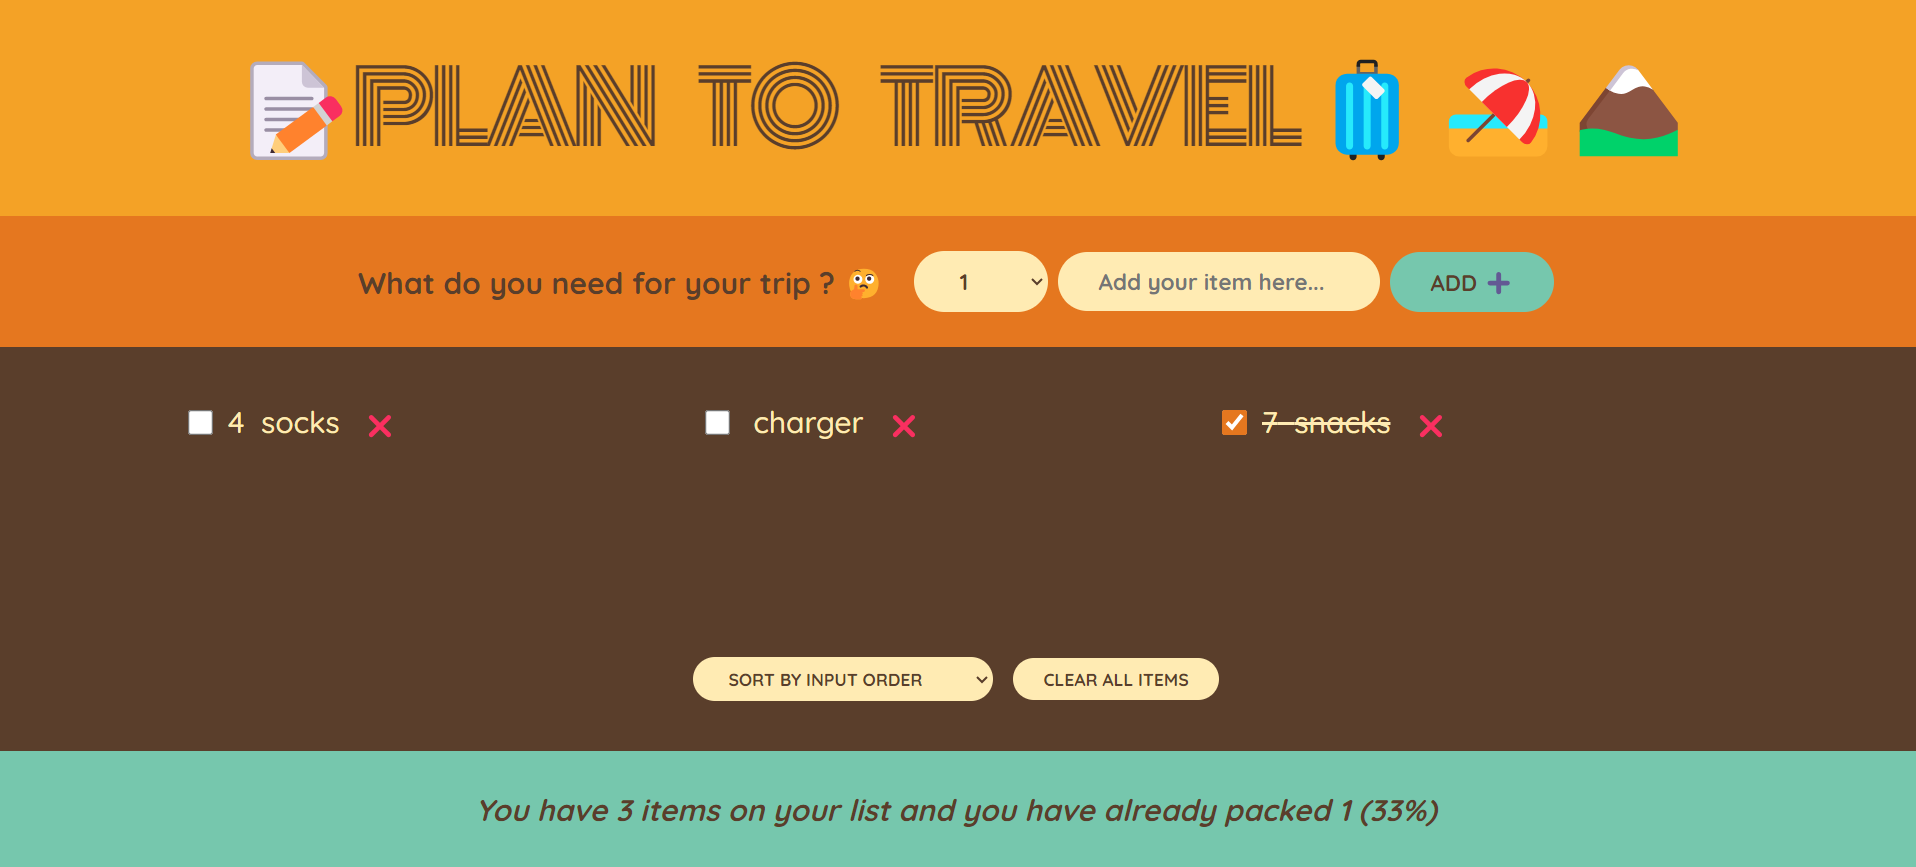 PLAN TO TRAVEL
What do you need for your trip ?
1
Add your item here...
ADD
4 socks
charger
7 snacks
SORT BY INPUT ORDER
CLEAR ALL ITEMS
You have 3 items on your list and you have already packed 1 (33%)